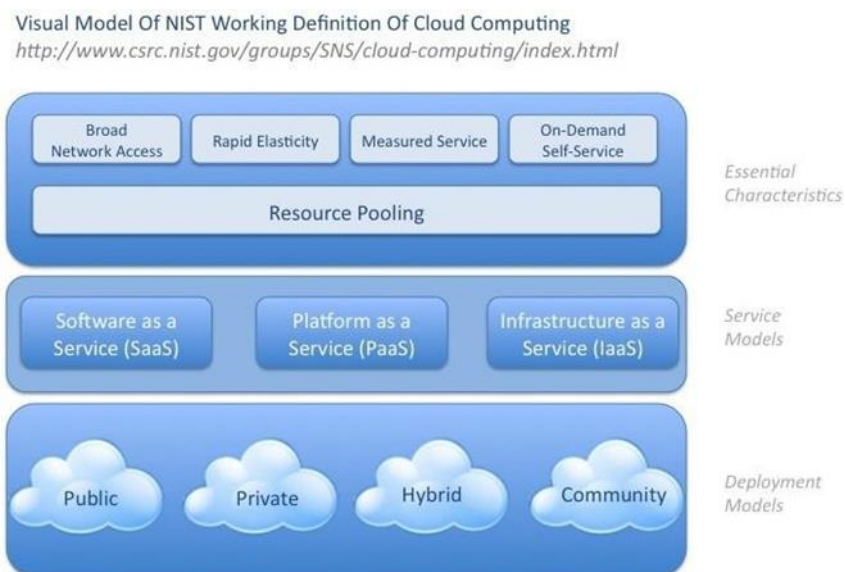 Visual Model Of NIST Working Definition Of Cloud Computing
http://www.csrc.nist.gov/groups/SNS/cloud-computing/index.html
Broad
Network Access
Rapid Elasticity
Measured Service
On-Demand
Self-Service
Resource Pooling
Essential
Characteristics
Software as a
Service (SaaS)
Platform as a
Service (PaaS)
Infrastructure as a
Service (IaaS)
Service
Models
Public
Private
Hybrid
Community
Deployment
Models